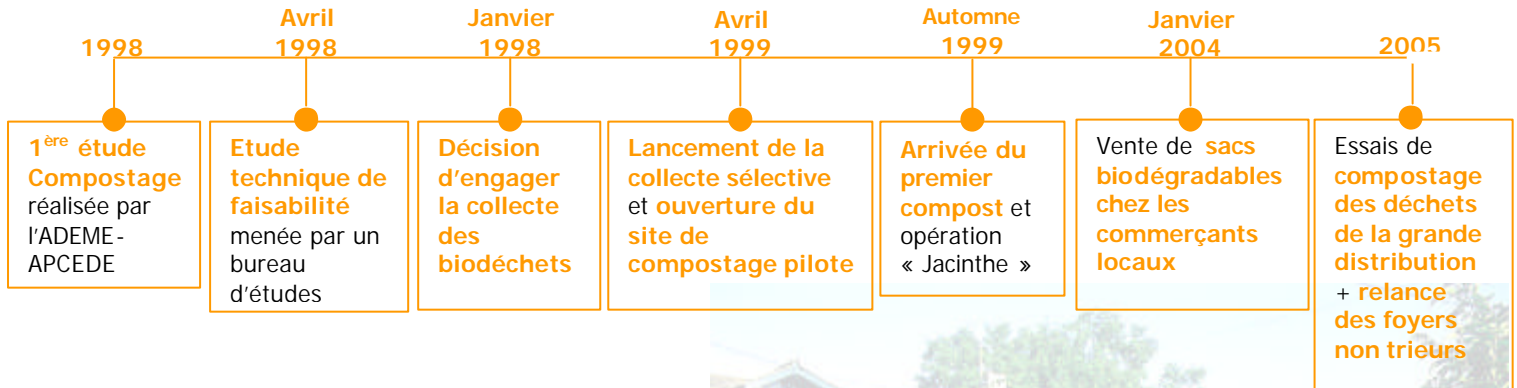 1998
Avril
1998
Janvier
1998
Avril
1999
Automne
1999
Janvier
2004
2005
1ère étude
Compostage
réalisée par
l'ADEME-
APCEDE
Etude
technique de
faisabilité
menée par un
bureau
d'études
Décision
d'engager
la collecte
des
biodéchets
Lancement de la
collecte sélective
et ouverture du
site de
compostage pilote
Arrivée du
premier
compost et
opération
« Jacinthe »
Vente de sacs
biodégradables
chez les
commerçants
locaux
Essais de
compostage
des déchets
de la grande
distribution
+ relance
des foyers
non trieurs